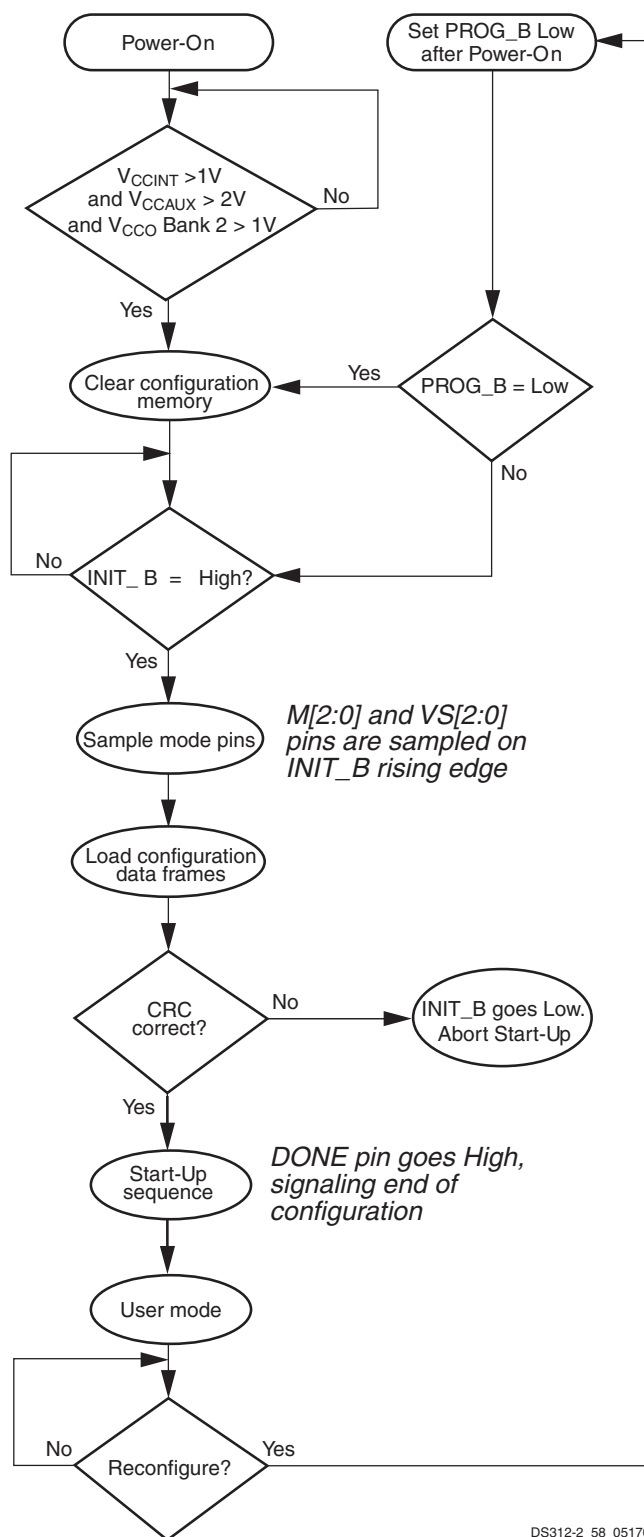 Power-On
Set PROG_B Low
after Power-On
VCCINT >1V
and VCCAUX > 2V
and VCCO Bank 2 > 1V
No
Yes
Clear configuration
memory
Yes
PROG_B = Low
No
No
INIT_ B = High?
Yes
Sample mode pins
M[2:0] and VS[2:0]
pins are sampled on
INIT_B rising edge
Load configuration
data frames
CRC
correct?
No
INIT_B goes Low.
Abort Start-Up
Yes
Start-Up
sequence
DONE pin goes High,
signaling end of
configuration
User mode
No
Reconfigure?
Yes